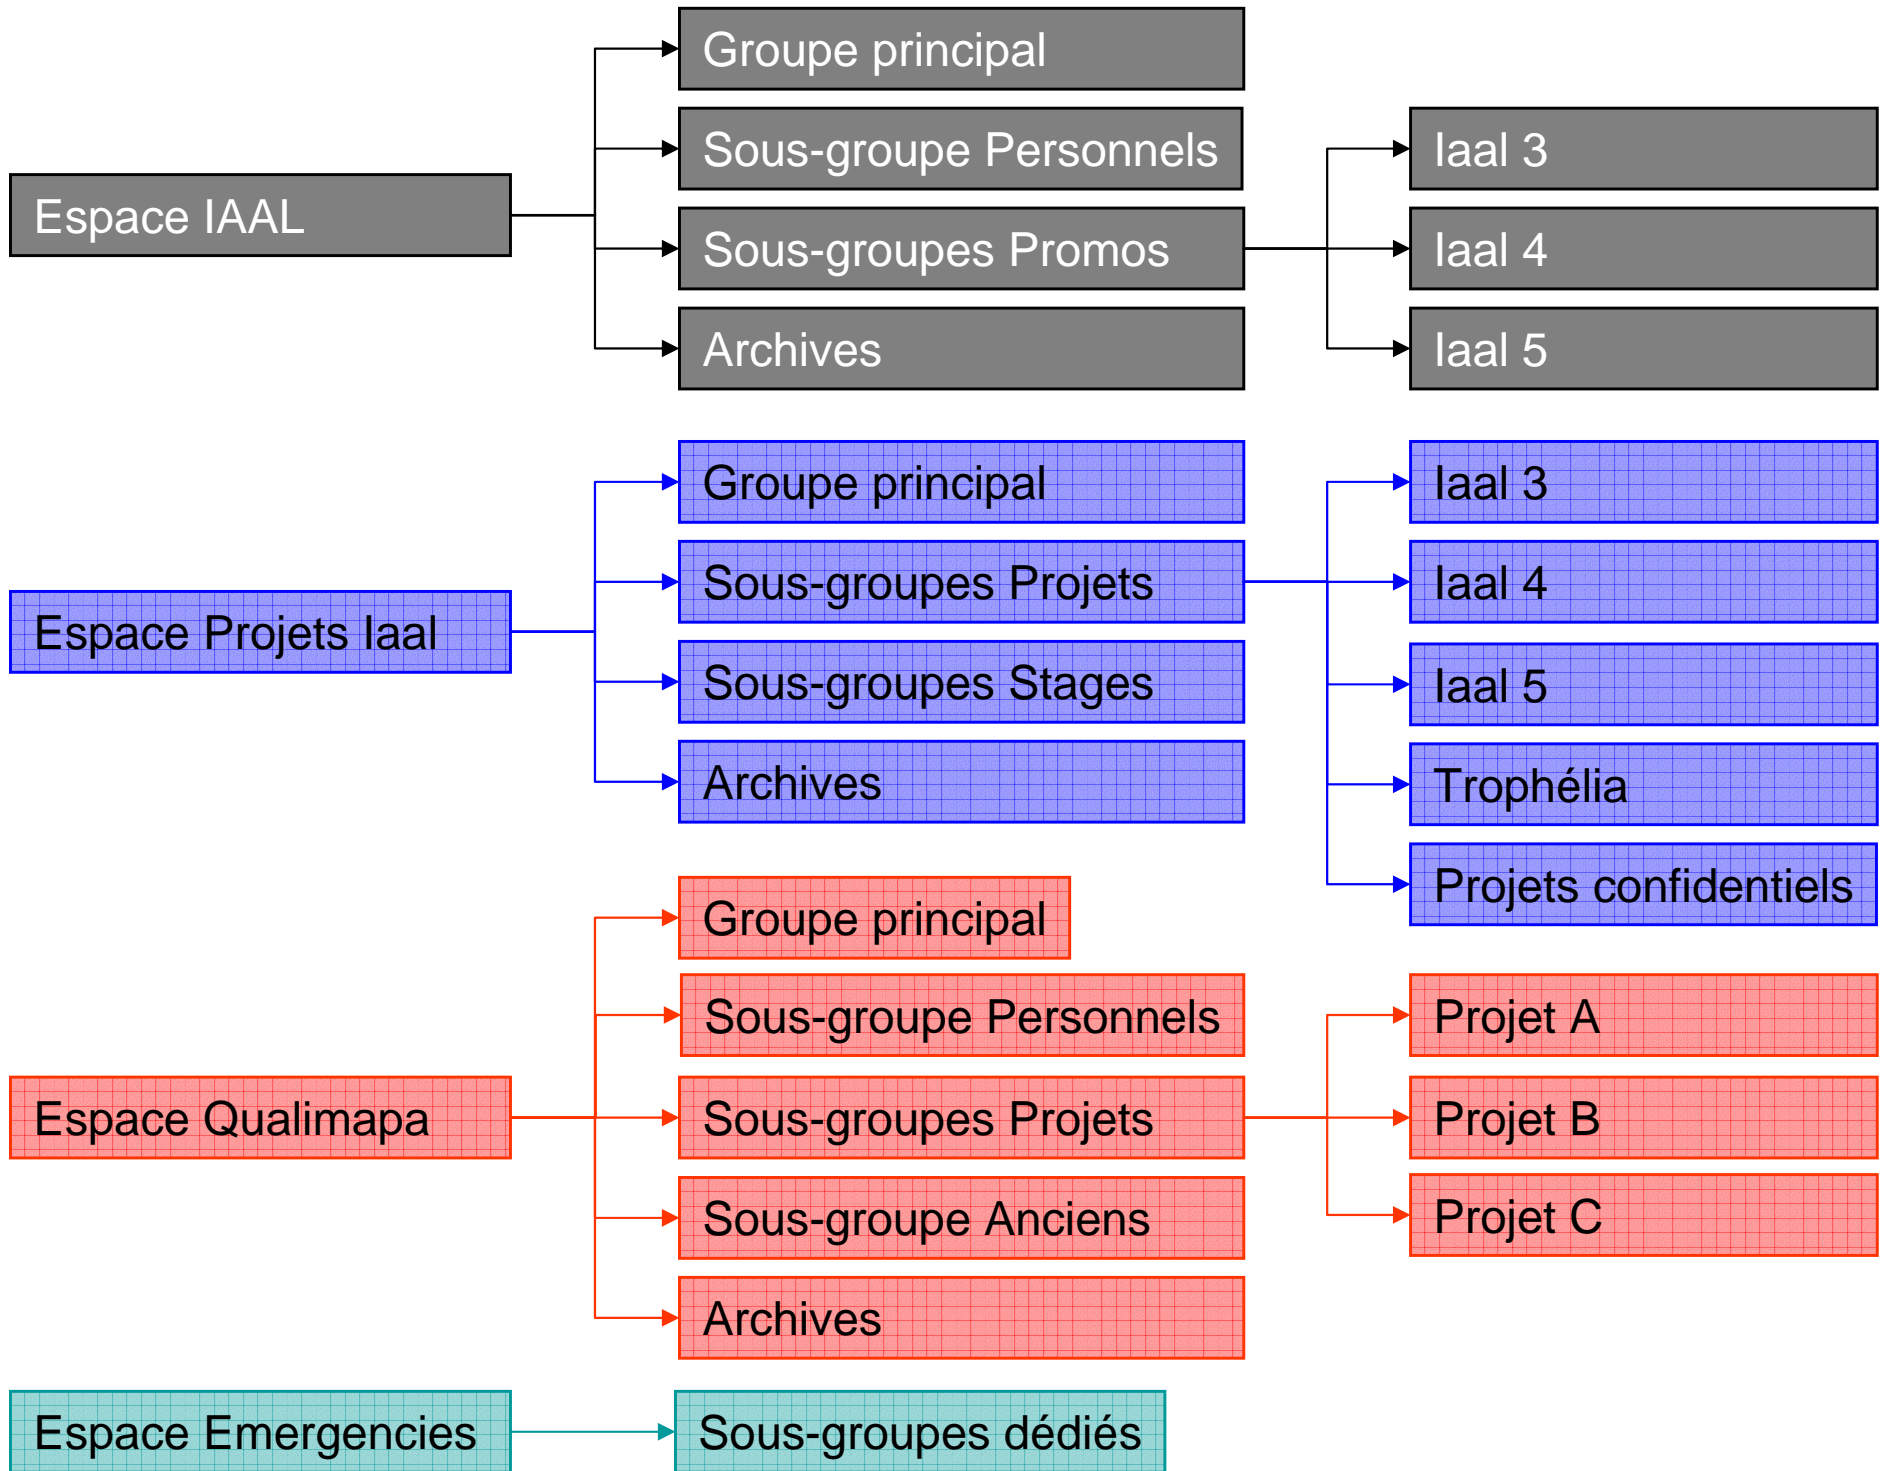 Espace IAAL
Groupe principal
Sous-groupe Personnels
Sous-groupes Promos
Archives
Iaal 3
Iaal 4
Iaal 5
Espace Projets Iaal
Groupe principal
Sous-groupes Projets
Sous-groupes Stages
Archives
Iaal 3
Iaal 4
Iaal 5
Trophélia
Projets confidentiels
Espace Qualimapa
Groupe principal
Sous-groupe Personnels
Sous-groupes Projets
Sous-groupe Anciens
Archives
Projet A
Projet B
Projet C
Espace Emergencies
Sous-groupes dédiés